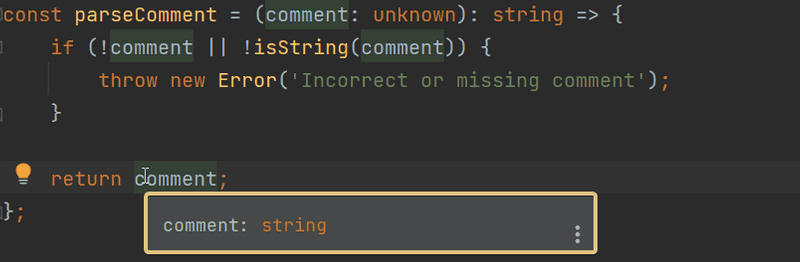 const parseComment = (comment: unknown): string => {
if (!comment || !isString(comment)) {
throw new Error('Incorrect or missing comment');
}
return comment;
};
comment: string